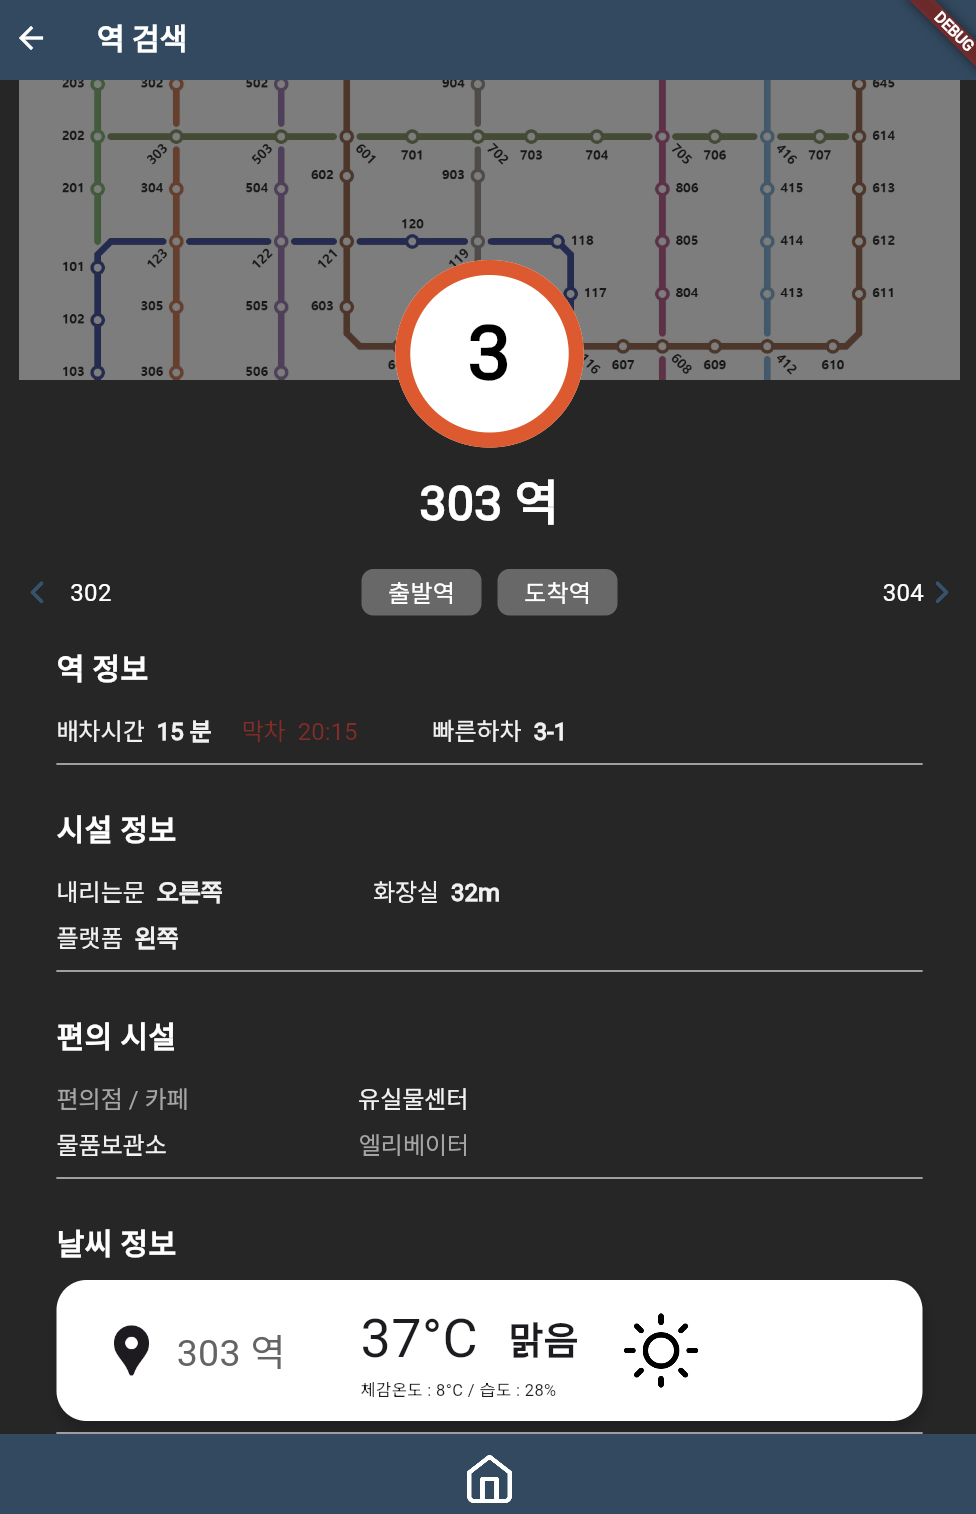 역 검색
DEBUG
203 302 502 904 645
202 303 503 601 701 702 703 704 705 706 416 707 614
602 903
201 304 504 806 415 613
120
123 122 121 119 118 805 414 612
101
305 505 603 117 804 413 611
102
103 306 506 6 116 607 608 609 412 610
3
303 역
302 출발역 도착역 304
역 정보
배차시간 15 분 막차 20:15 빠른하차 3-1
시설 정보
내리는문 오른쪽 화장실 32m
플랫폼 왼쪽
편의 시설
편의점 / 카페 유실물센터
물품보관소 엘리베이터
날씨 정보
303 역 37°C 맑음
체감온도 : 8°C / 습도 : 28%